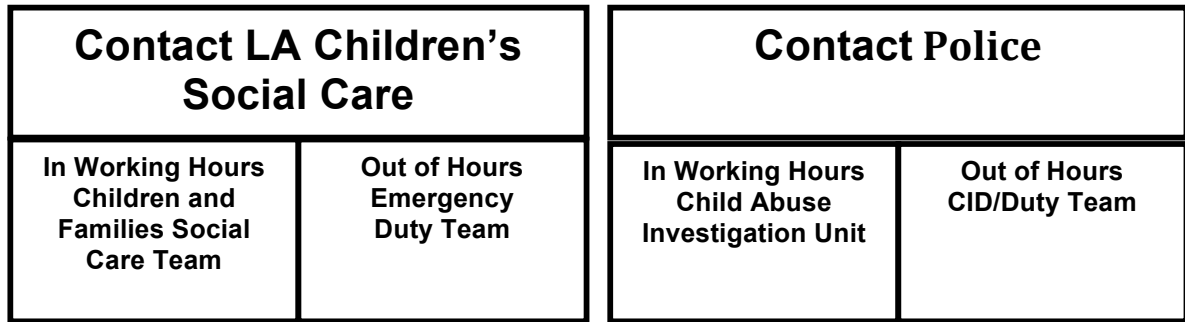 Contact LA Children’s
Social Care
In Working Hours
Children and
Families Social
Care Team
Out of Hours
Emergency
Duty Team
Contact Police
In Working Hours
Child Abuse
Investigation Unit
Out of Hours
CID/Duty Team